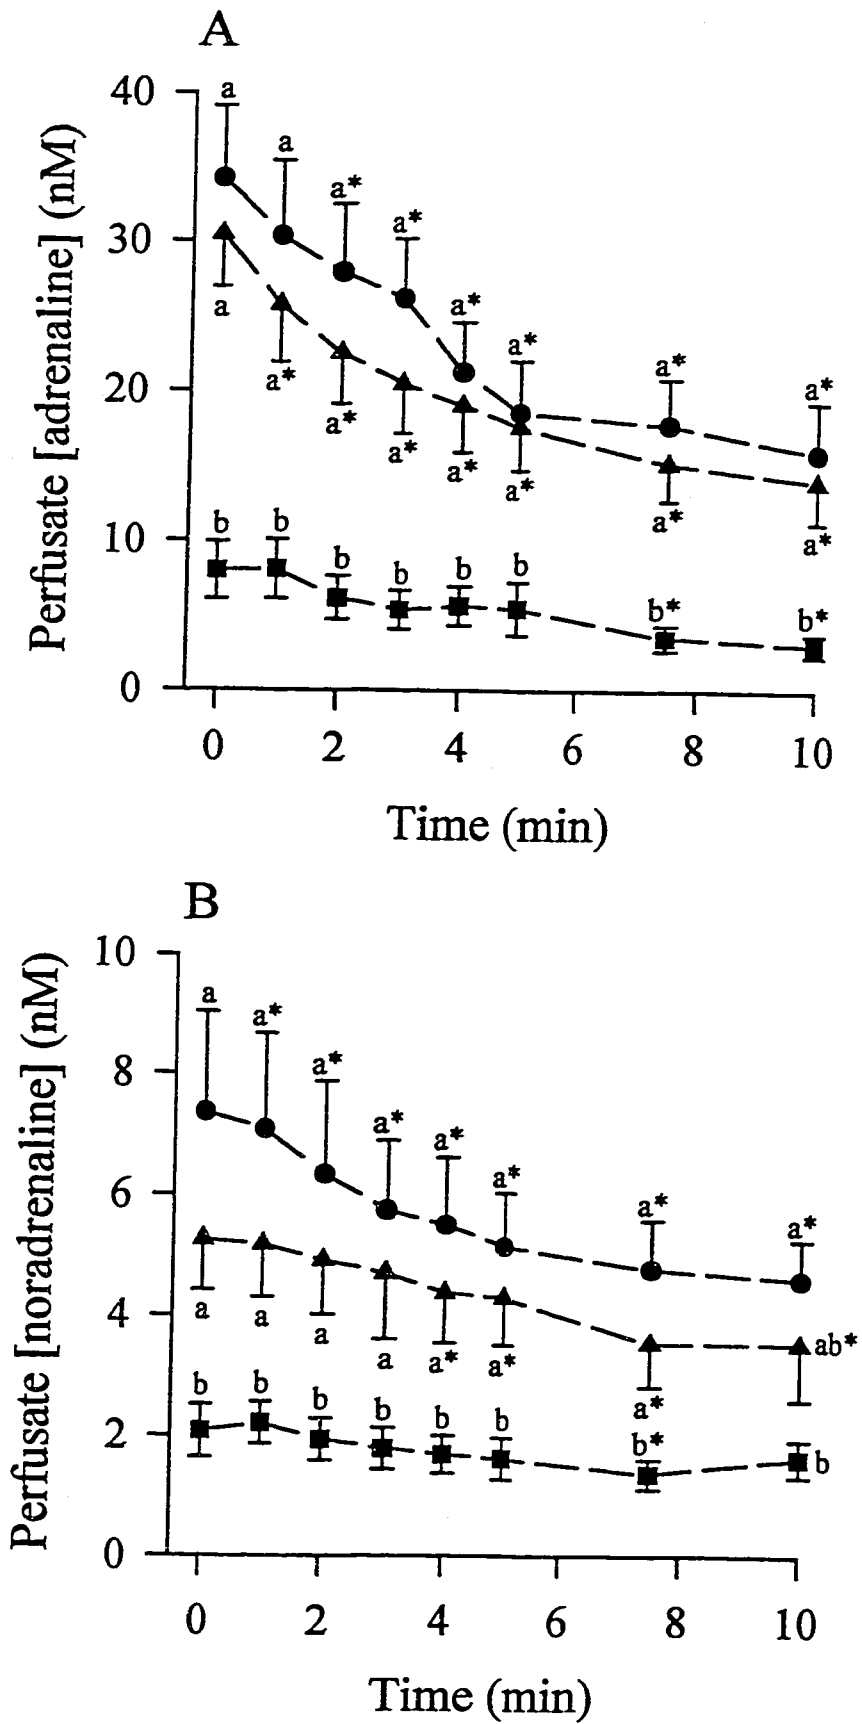 A
Perfusate [adrenaline] (nM)
40
30
20
10
0
a
a
a*
a*
a*
a*
a*
a*
a
a*
a*
a*
a*
a*
a*
a*
b
b
b
b
b
b
b*
b*
0 2 4 6 8 10
Time (min)
B
Perfusate [noradrenaline] (nM)
10
8
6
4
2
0
a
a*
a*
a*
a*
a*
a*
a*
a
a
a
a
a*
a*
a*
ab*
b
b
b
b
b
b
b*
b
0 2 4 6 8 10
Time (min)